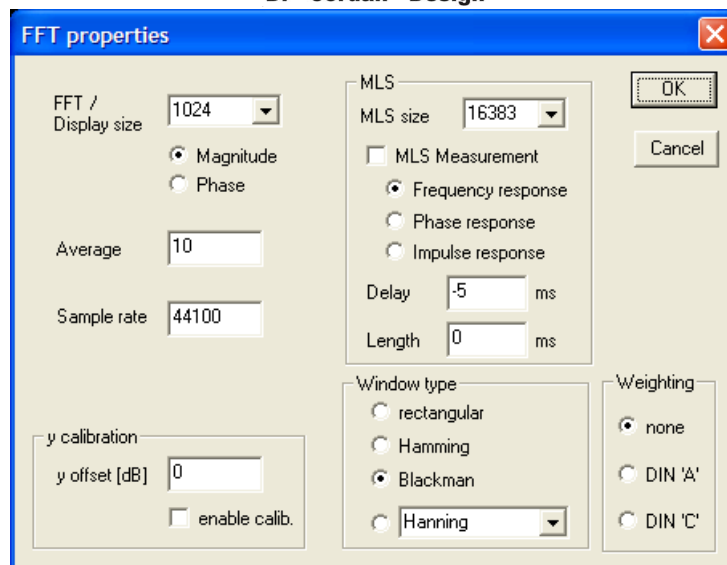 FFT properties
FFT /
Display size
1024
Magnitude
Phase
Average
10
Sample rate
44100
y calibration
y offset [dB]
0
enable calib.
MLS
MLS size
16383
MLS Measurement
Frequency response
Phase response
Impulse response
Delay
-5
ms
Length
0
ms
Window type
rectangular
Hamming
Blackman
Hanning
OK
Cancel
Weighting
none
DIN 'A'
DIN 'C'